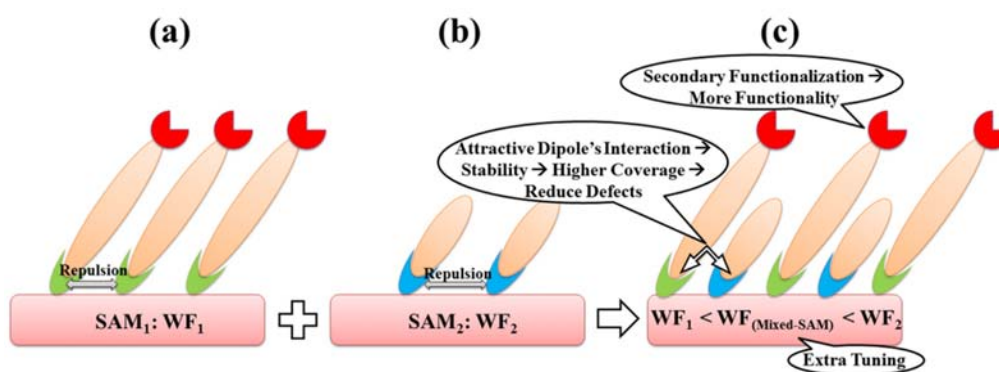 (a)
(b)
(c)
Secondary Functionalization →
More Functionality
Attractive Dipole's Interaction →
Stability → Higher Coverage →
Reduce Defects
Repulsion
Repulsion
SAM₁: WF₁
SAM₂: WF₂
WF₁ < WF₍Mixed-SAM₎ < WF₂
Extra Tuning